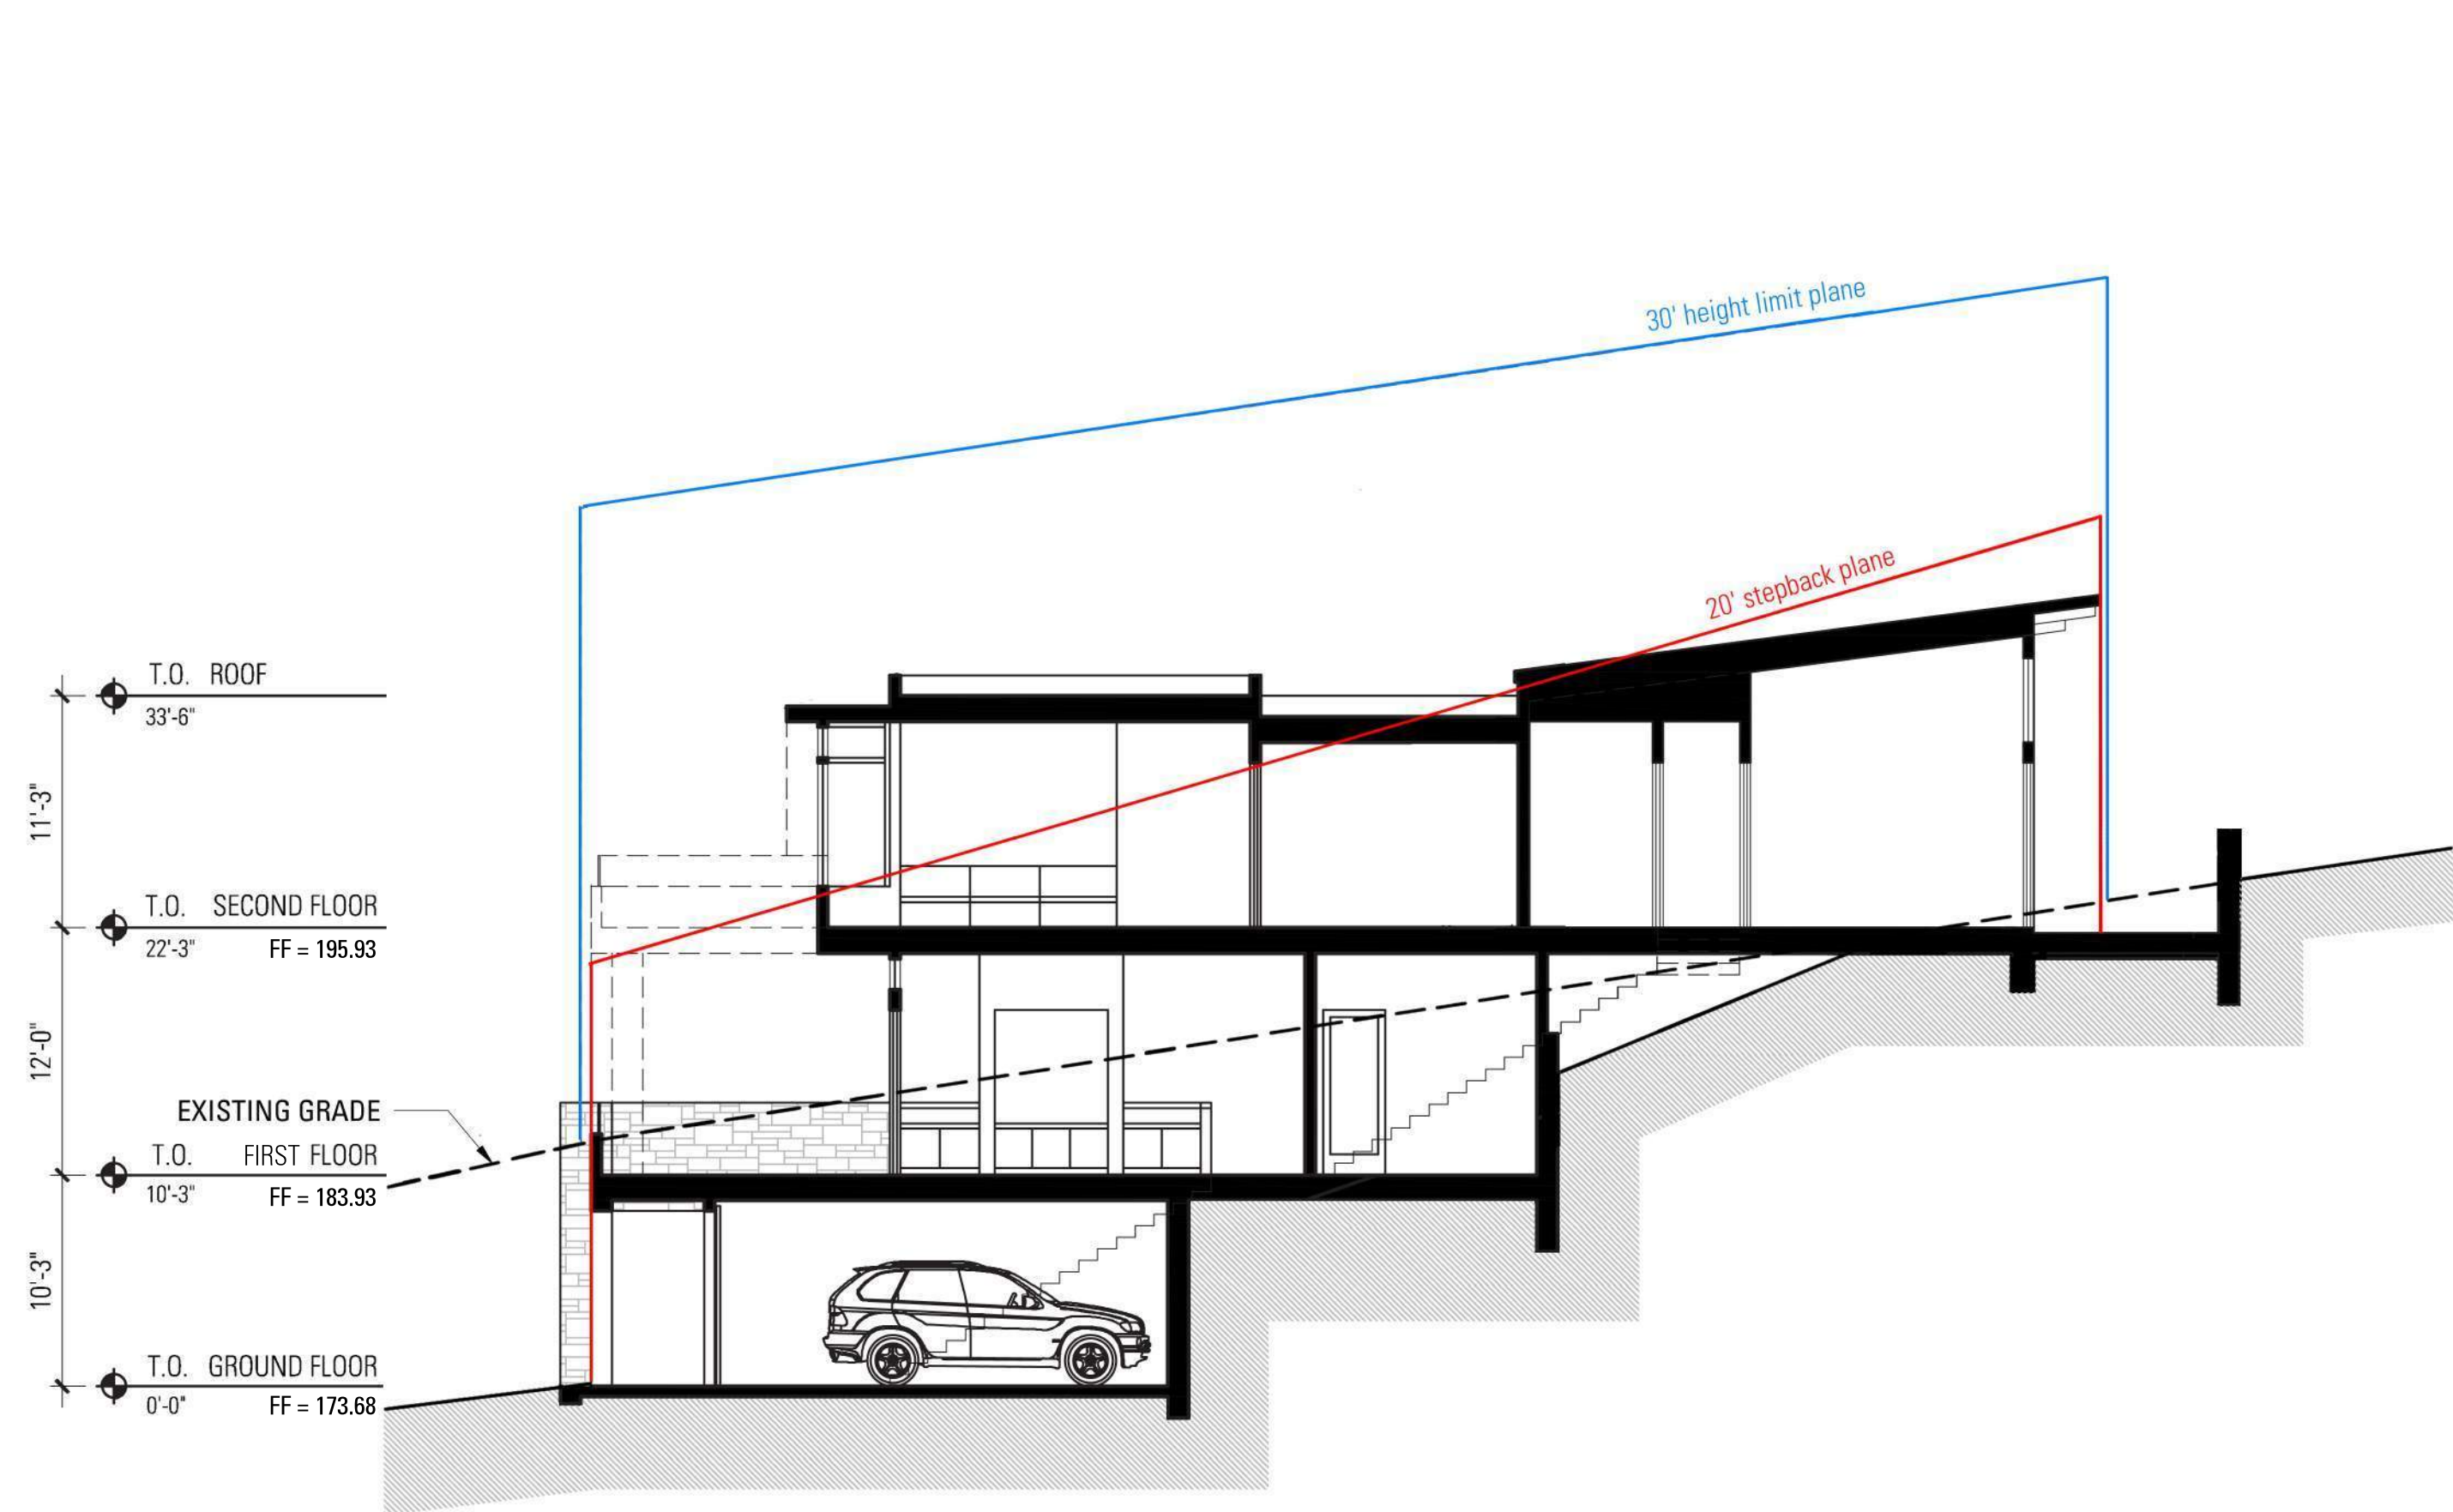 30' height limit plane
20' stepback plane
T.O. ROOF
33'-6"
11'-3"
T.O. SECOND FLOOR
22'-3" FF = 195.93
12'-0"
EXISTING GRADE
T.O. FIRST FLOOR
10'-3" FF = 183.93
10'-3"
T.O. GROUND FLOOR
0'-0" FF = 173.68